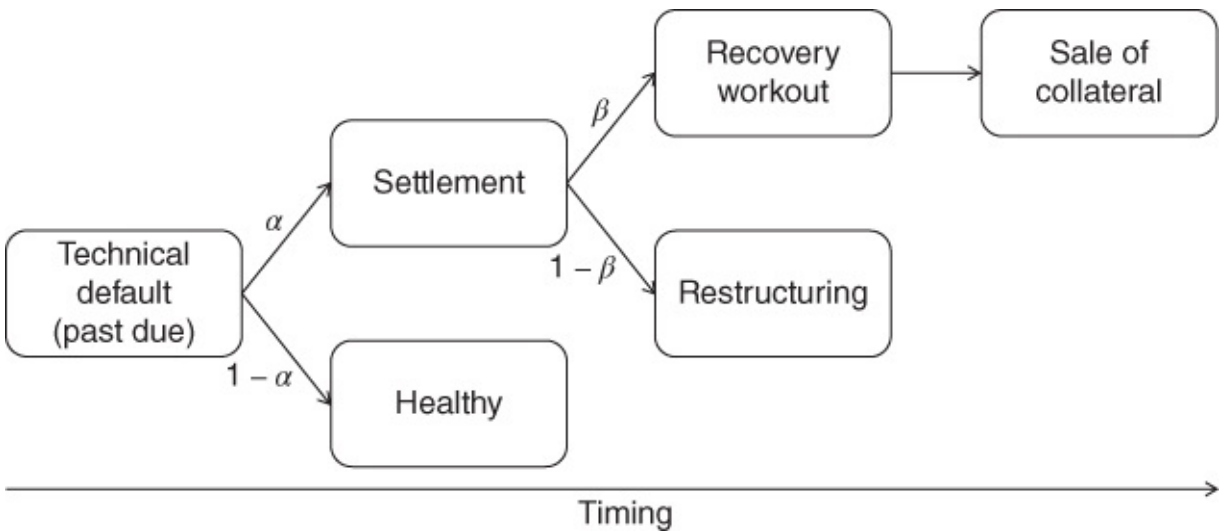 Recovery
workout
Sale of
collateral
β
Settlement
α
1 − β
Technical
default
(past due)
Restructuring
1 − α
Healthy
Timing